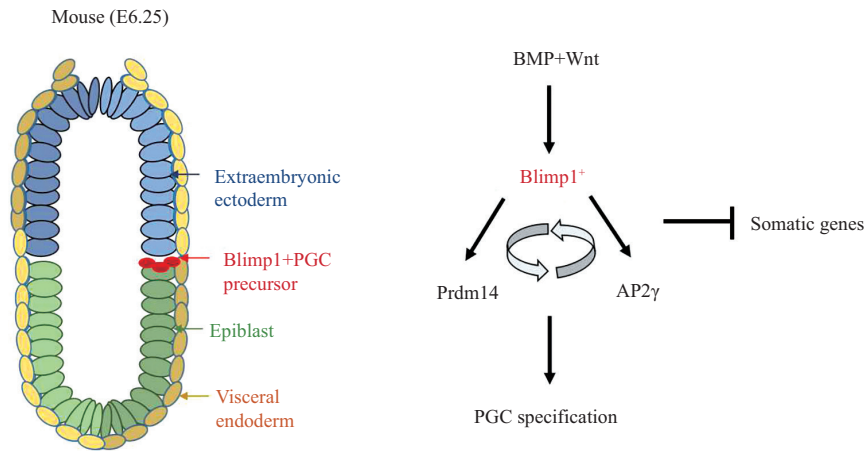 Mouse (E6.25)
Extraembryonic
ectoderm
Blimp1+PGC
precursor
Epiblast
Visceral
endoderm
BMP+Wnt
Blimp1⁺
Somatic genes
Prdm14
AP2γ
PGC specification